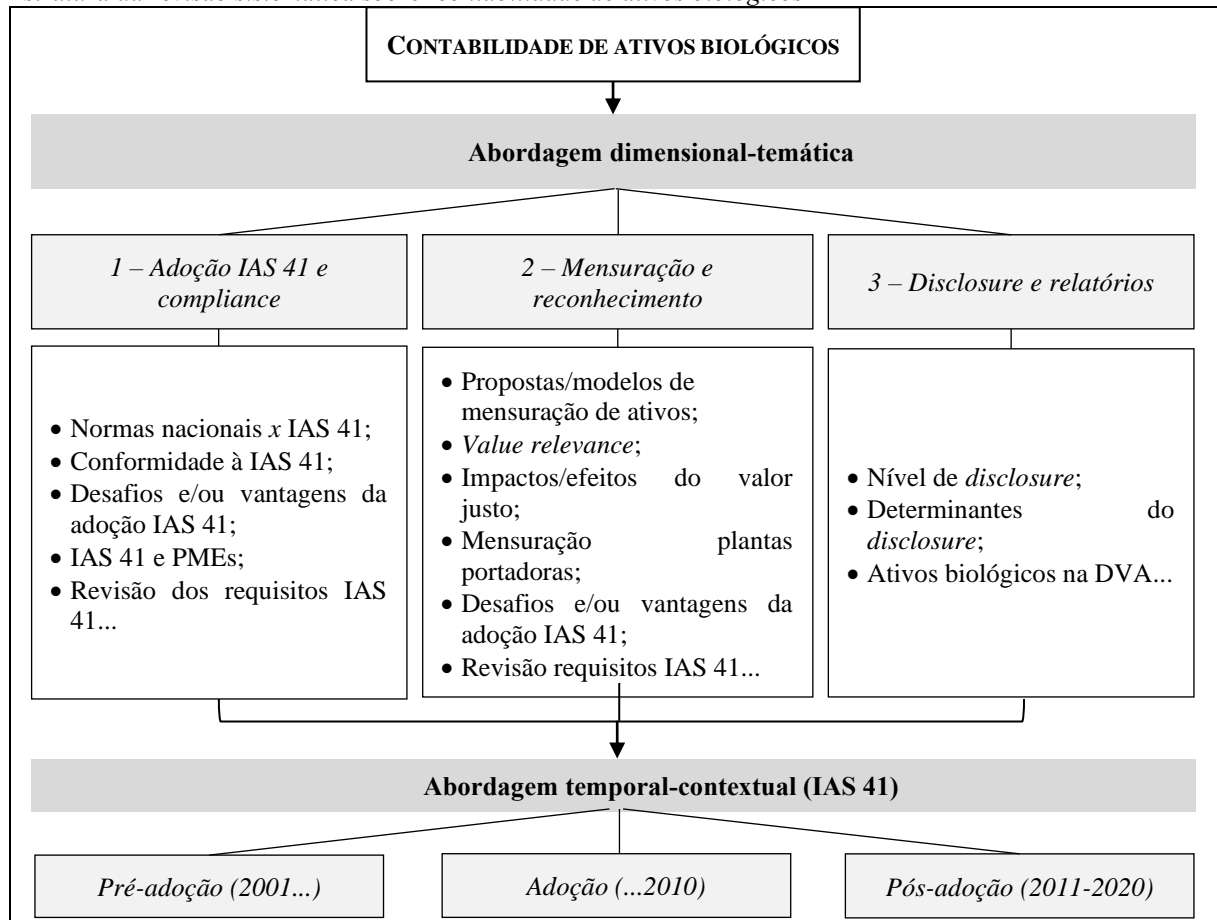 CONTABILIDADE DE ATIVOS BIOLÓGICOS
Abordagem dimensional-temática
1 – Adoção IAS 41 e
compliance
2 – Mensuração e
reconhecimento
3 – Disclosure e relatórios
• Normas nacionais x IAS 41;
• Conformidade à IAS 41;
• Desafios e/ou vantagens da
adoção IAS 41;
• IAS 41 e PMEs;
• Revisão dos requisitos IAS
41...
• Propostas/modelos de
mensuração de ativos;
• Value relevance;
• Impactos/efeitos do valor
justo;
• Mensuração plantas
portadoras;
• Desafios e/ou vantagens da
adoção IAS 41;
• Revisão requisitos IAS 41...
• Nível de disclosure;
• Determinantes do
disclosure;
• Ativos biológicos na DVA...
Abordagem temporal-contextual (IAS 41)
Pré-adoção (2001...)
Adoção (...2010)
Pós-adoção (2011-2020)